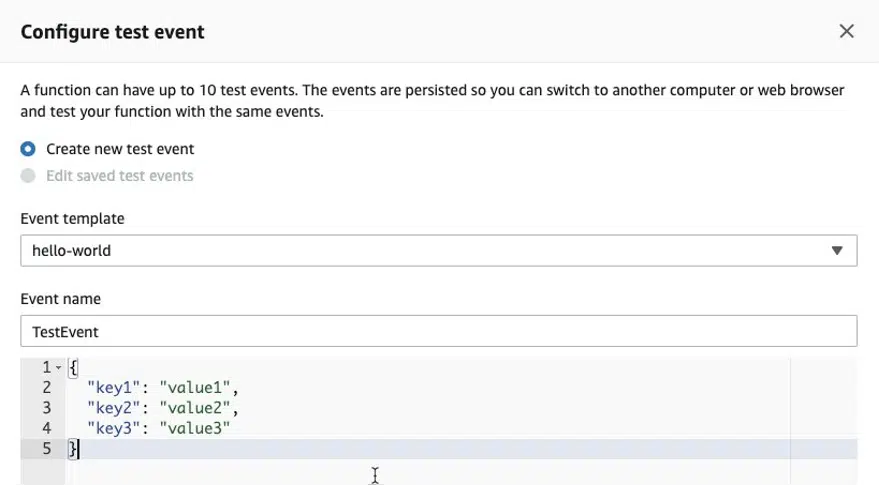 Configure test event
A function can have up to 10 test events. The events are persisted so you can switch to another computer or web browser
and test your function with the same events.
Create new test event
Edit saved test events
Event template
hello-world
Event name
TestEvent
1 {
2 "key1": "value1",
3 "key2": "value2",
4 "key3": "value3"
5 }